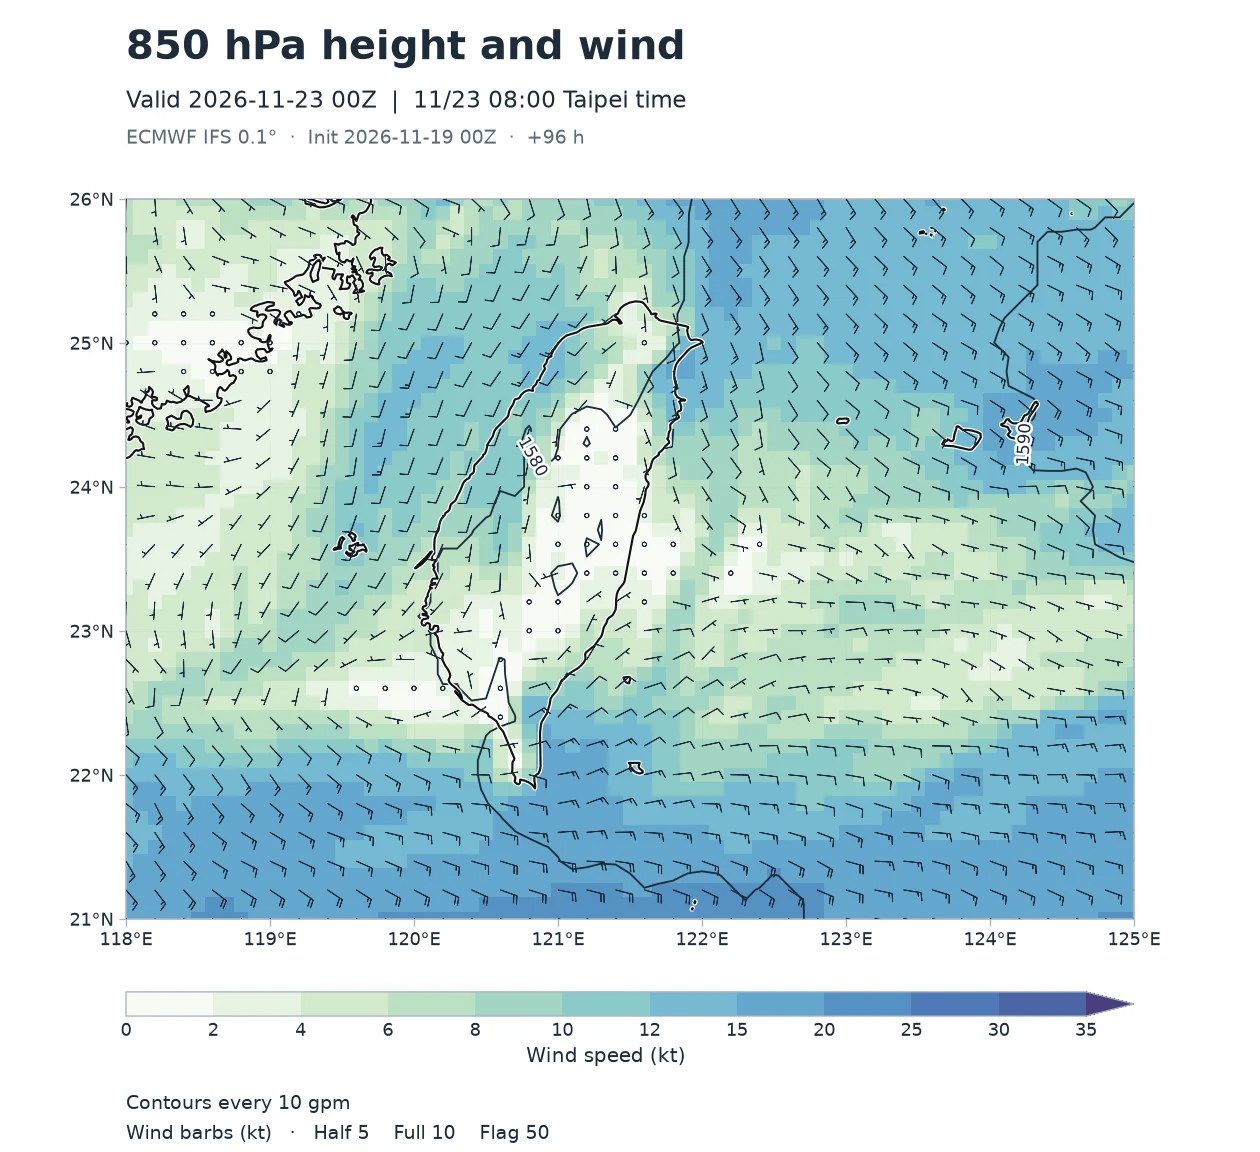 850 hPa height and wind
Valid 2026-11-23 00Z | 11/23 08:00 Taipei time
ECMWF IFS 0.1° · Init 2026-11-19 00Z · +96 h
26°N
25°N
24°N
23°N
22°N
21°N
1580
1590
118°E 119°E 120°E 121°E 122°E 123°E 124°E 125°E
0 2 4 6 8 10 12 15 20 25 30 35
Wind speed (kt)
Contours every 10 gpm
Wind barbs (kt) · Half 5 Full 10 Flag 50